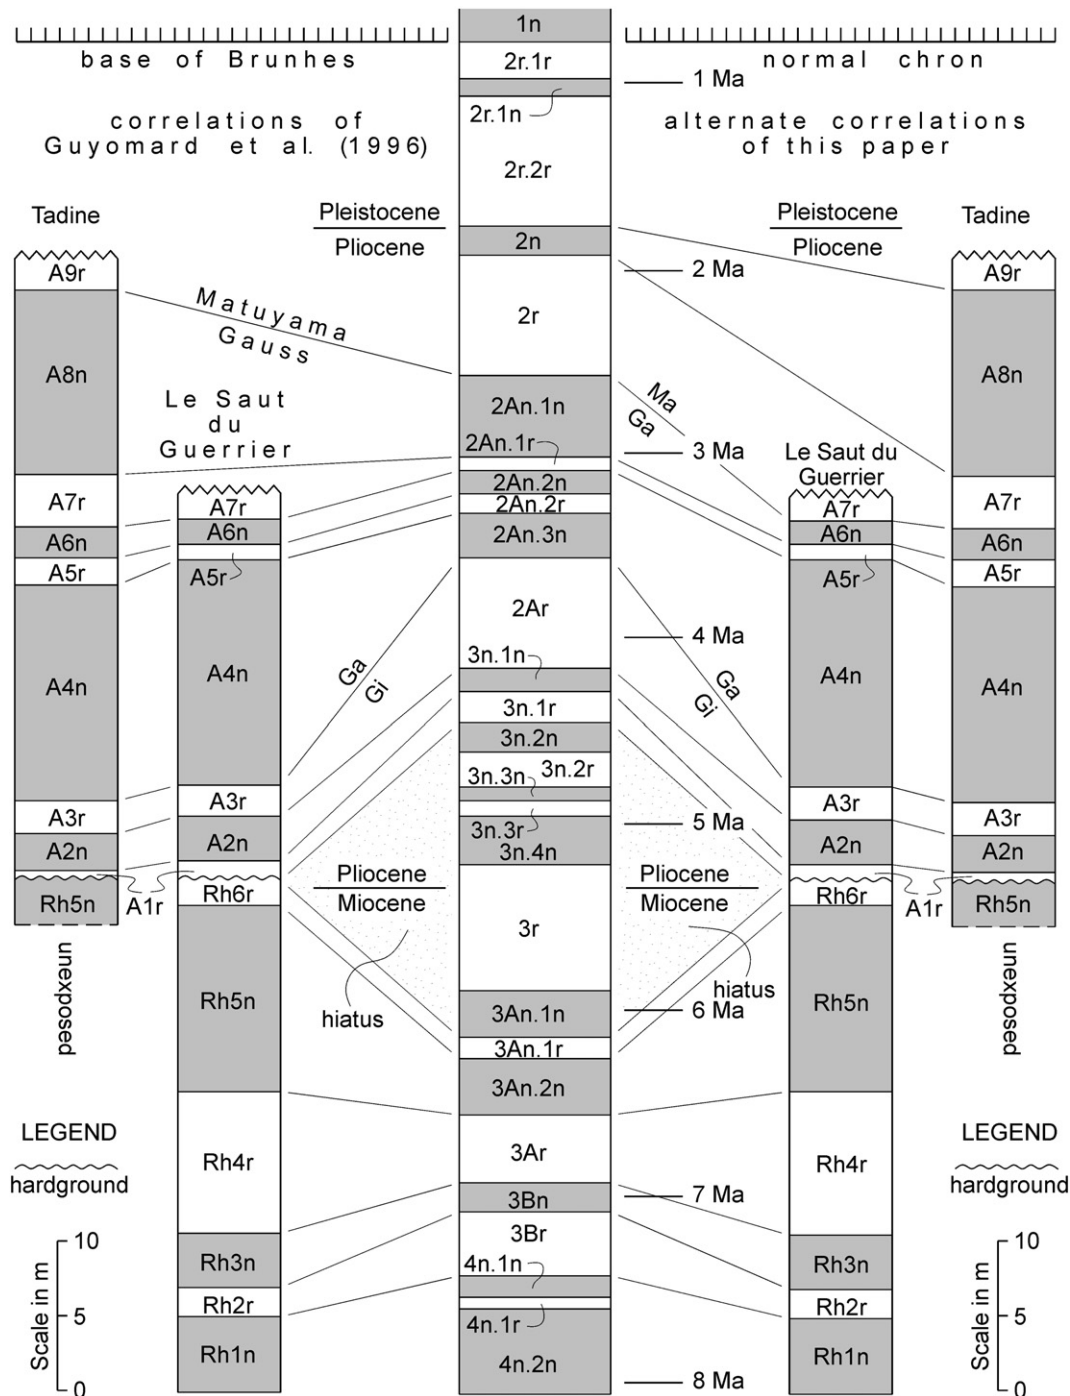 base of Brunhes
correlations of
Guyomard et al. (1996)
Tadine
A9r
A8n
A7r
A6n
A5r
A4n
A3r
A2n
A1r
Rh5n
unexposed
Le Saut
du
Guerrier
A7r
A6n
A5r
A4n
A3r
A2n
Rh6r
Rh5n
Rh4r
Rh3n
Rh2r
Rh1n
Pleistocene
Pliocene
Matuyama
Gauss
Ga
Gi
Pliocene
Miocene
hiatus
LEGEND
hardground
Scale in m
10
5
0
1n
2r.1r
2r.1n
2r.2r
2n
2r
2An.1n
2An.1r
2An.2n
2An.2r
2An.3n
2Ar
3n.1n
3n.1r
3n.2n
3n.2r
3n.3n
3n.3r
3n.4n
3r
3An.1n
3An.1r
3An.2n
3Ar
3Bn
3Br
4n.1n
4n.1r
4n.2n
1 Ma
2 Ma
3 Ma
4 Ma
5 Ma
6 Ma
7 Ma
8 Ma
normal chron
alternate correlations
of this paper
Pleistocene
Pliocene
Ma
Ga
Ga
Gi
Pliocene
Miocene
hiatus
Le Saut du
Guerrier
A7r
A6n
A5r
A4n
A3r
A2n
Rh6r
Rh5n
Rh4r
Rh3n
Rh2r
Rh1n
Tadine
A9r
A8n
A7r
A6n
A5r
A4n
A3r
A2n
A1r
Rh5n
unexposed
LEGEND
hardground
Scale in m
10
5
0